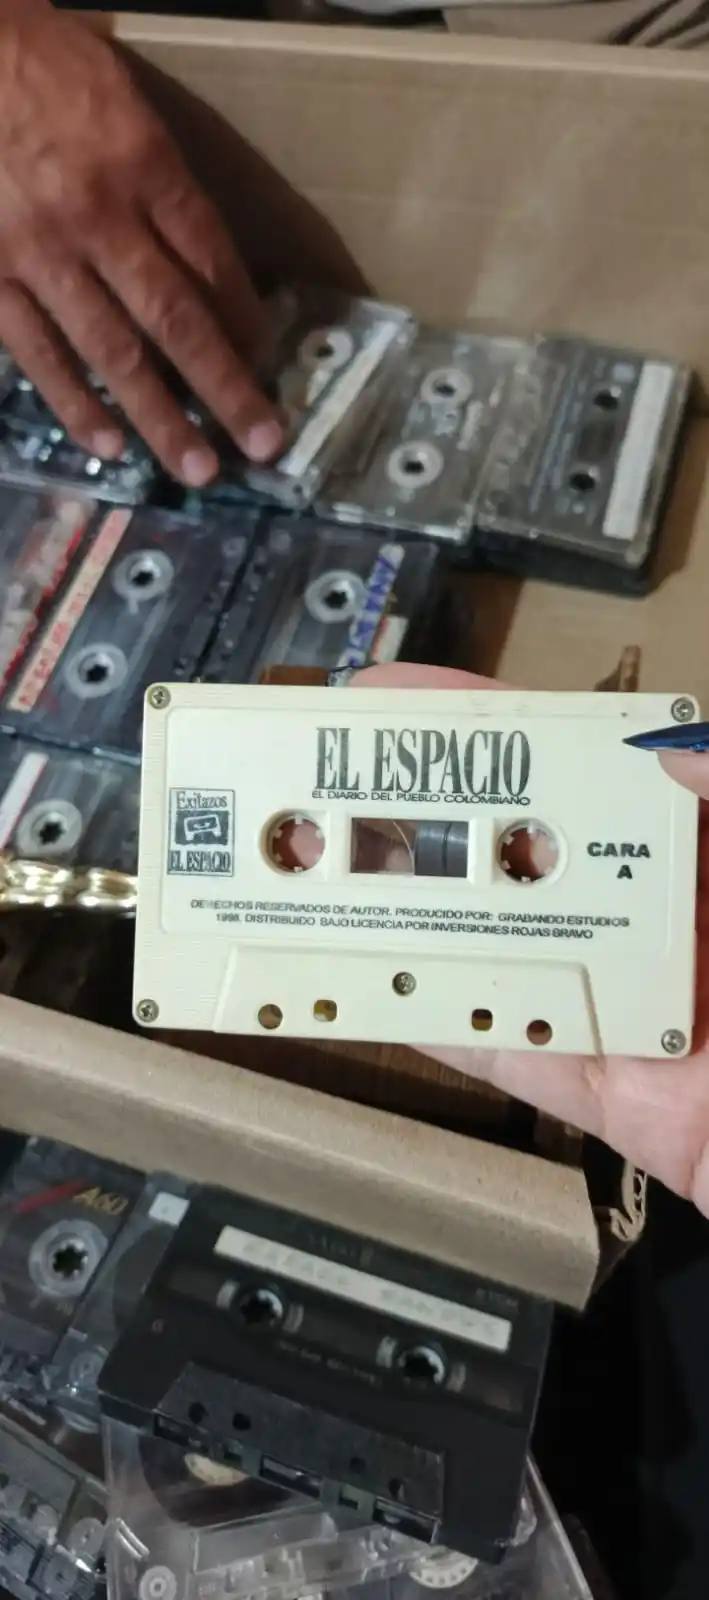 EL ESPACIO
EL DIARIO DEL PUEBLO COLOMBIANO
Exitazos
EL ESPACIO
CARA
A
DERECHOS RESERVADOS DE AUTOR. PRODUCIDO POR: GRABANDO ESTUDIOS
1998. DISTRIBUIDO BAJO LICENCIA POR INVERSIONES ROJAS BRAVO
A60